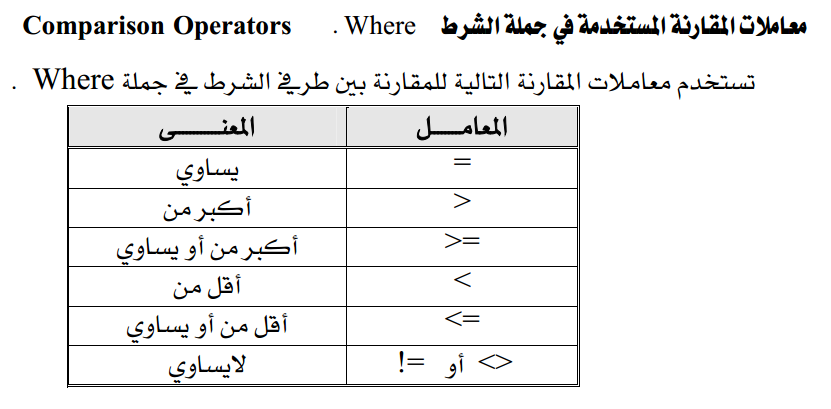 معاملات المقارنة المستخدمة في جملة الشرط Where . Comparison Operators
تستخدم معاملات المقارنة التالية للمقارنة بين طرفي الشرط في جملة Where .
المعامل المعنى
= يساوي
> أكبر من
>= أكبر من أو يساوي
< أقل من
<= أقل من أو يساوي
<> أو != لايساوي